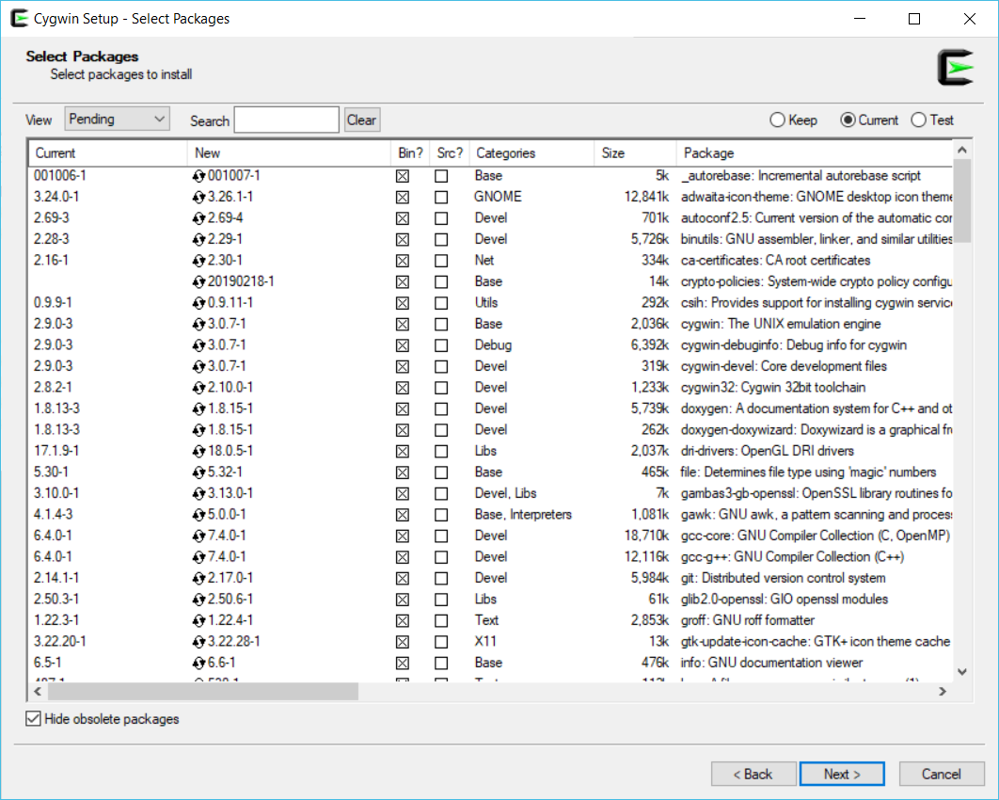 Cygwin Setup - Select Packages
Select Packages
Select packages to install
View Pending Search Clear Keep Current Test
Current New Bin? Src? Categories Size Package
001006-1 001007-1 Base 5k _autorebase: Incremental autorebase script
3.24.0-1 3.26.1-1 GNOME 12,841k adwaita-icon-theme: GNOME desktop icon theme
2.69-3 2.69-4 Devel 701k autoconf2.5: Current version of the automatic cor
2.28-3 2.29-1 Devel 5,726k binutils: GNU assembler, linker, and similar utilities
2.16-1 2.30-1 Net 334k ca-certificates: CA root certificates
20190218-1 Base 14k crypto-policies: System-wide crypto policy configu
0.9.9-1 0.9.11-1 Utils 292k csih: Provides support for installing cygwin servic
2.9.0-3 3.0.7-1 Base 2,036k cygwin: The UNIX emulation engine
2.9.0-3 3.0.7-1 Debug 6,392k cygwin-debuginfo: Debug info for cygwin
2.9.0-3 3.0.7-1 Devel 319k cygwin-devel: Core development files
2.8.2-1 2.10.0-1 Devel 1,233k cygwin32: Cygwin 32bit toolchain
1.8.13-3 1.8.15-1 Devel 5,739k doxygen: A documentation system for C++ and ot
1.8.13-3 1.8.15-1 Devel 262k doxygen-doxywizard: Doxywizard is a graphical fr
17.1.9-1 18.0.5-1 Libs 2,037k dri-drivers: OpenGL DRI drivers
5.30-1 5.32-1 Base 465k file: Determines file type using 'magic' numbers
3.10.0-1 3.13.0-1 Devel, Libs 7k gambas3-gb-openssl: OpenSSL library routines fo
4.1.4-3 5.0.0-1 Base, Interpreters 1,081k gawk: GNU awk, a pattern scanning and process
6.4.0-1 7.4.0-1 Devel 18,710k gcc-core: GNU Compiler Collection (C, OpenMP)
6.4.0-1 7.4.0-1 Devel 12,116k gcc-g++: GNU Compiler Collection (C++)
2.14.1-1 2.17.0-1 Devel 5,984k git: Distributed version control system
2.50.3-1 2.50.6-1 Libs 61k glib2.0-openssl: GIO openssl modules
1.22.3-1 1.22.4-1 Text 2,853k groff: GNU roff formatter
3.22.20-1 3.22.28-1 X11 13k gtk-update-icon-cache: GTK+ icon theme cache
6.5-1 6.6-1 Base 476k info: GNU documentation viewer
Hide obsolete packages
< Back Next > Cancel